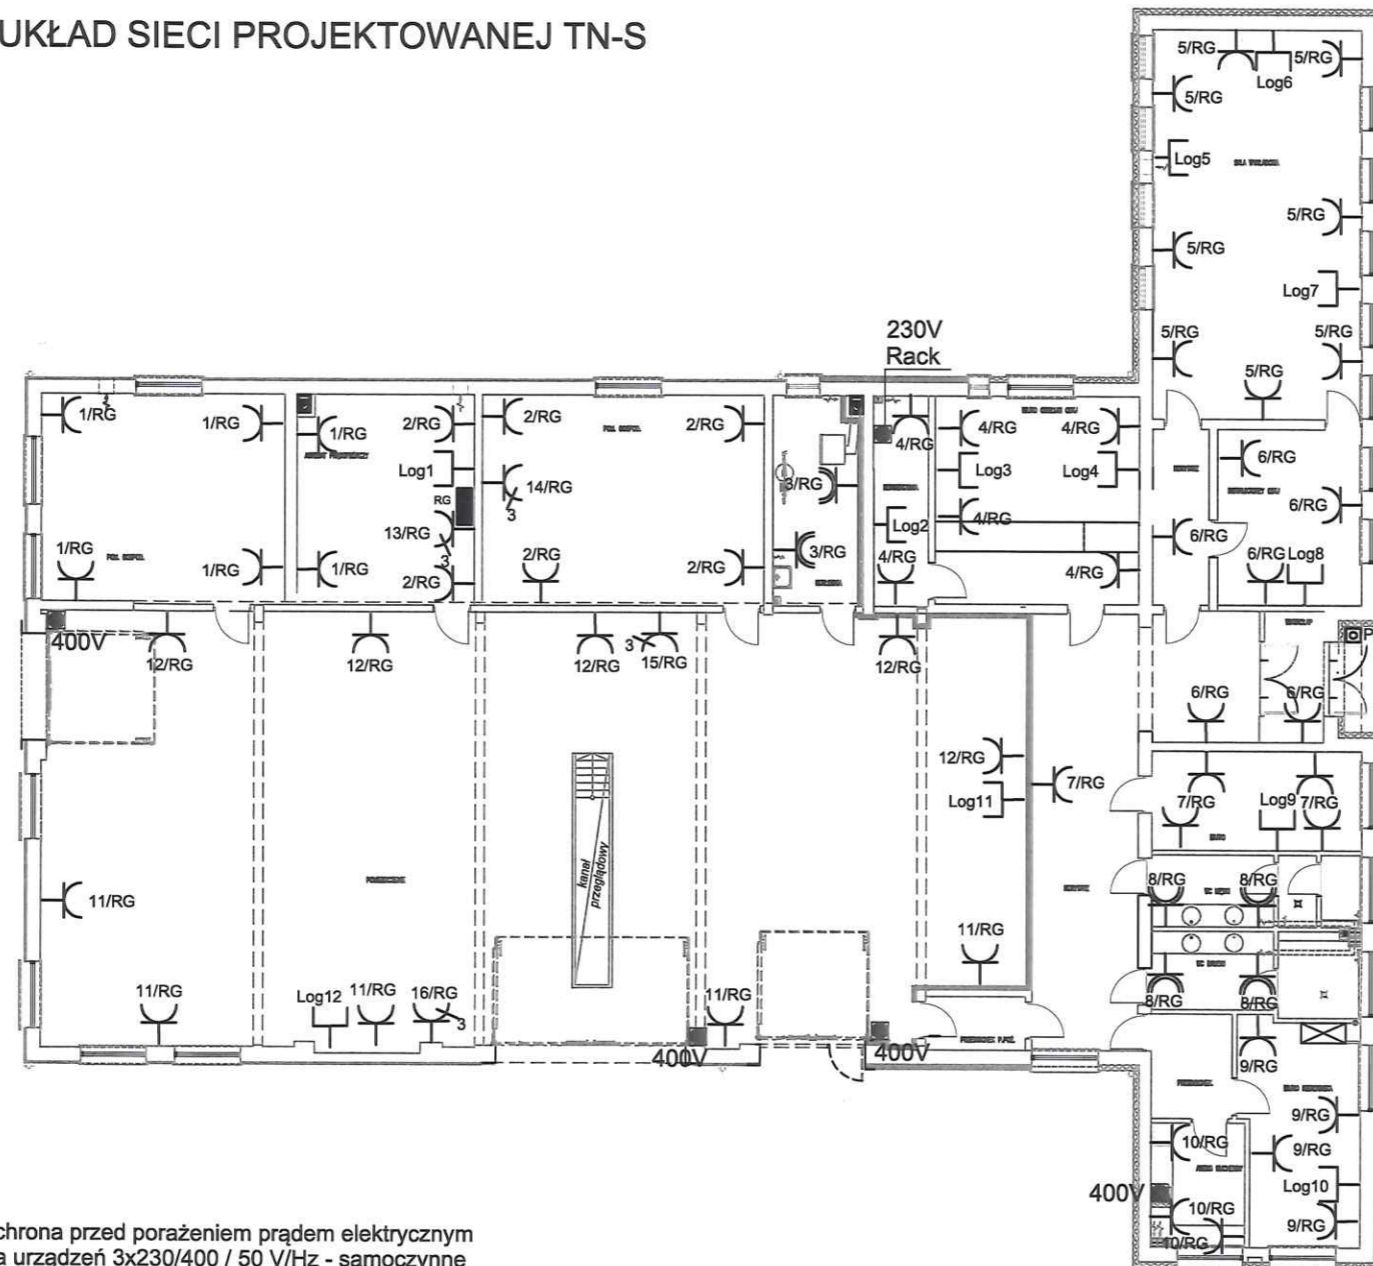 UKŁAD SIECI PROJEKTOWANEJ TN-S
5/RG
5/RG
Log6
5/RG
Log5
5/RG
5/RG
Log7
5/RG
5/RG
5/RG
230V
Rack
1/RG
1/RG
1/RG
2/RG
2/RG
2/RG
4/RG
4/RG
4/RG
Log1
Log3
Log4
6/RG
14/RG
3
3/RG
RG
13/RG
3
Log2
4/RG
6/RG
6/RG
1/RG
1/RG
1/RG
2/RG
2/RG
2/RG
3/RG
4/RG
4/RG
6/RG
Log8
400V
12/RG
12/RG
12/RG
3
15/RG
12/RG
P
6/RG
6/RG
12/RG
Log11
7/RG
7/RG
Log9
7/RG
kanał
przeglądowy
11/RG
8/RG
8/RG
11/RG
11/RG
Log12
11/RG
16/RG
3
11/RG
8/RG
8/RG
400V
400V
9/RG
9/RG
10/RG
9/RG
400V
Log10
10/RG
9/RG
10/RG
chrona przed porażeniem prądem elektrycznym
a urządzeń 3x230/400 / 50 V/Hz - samoczynne